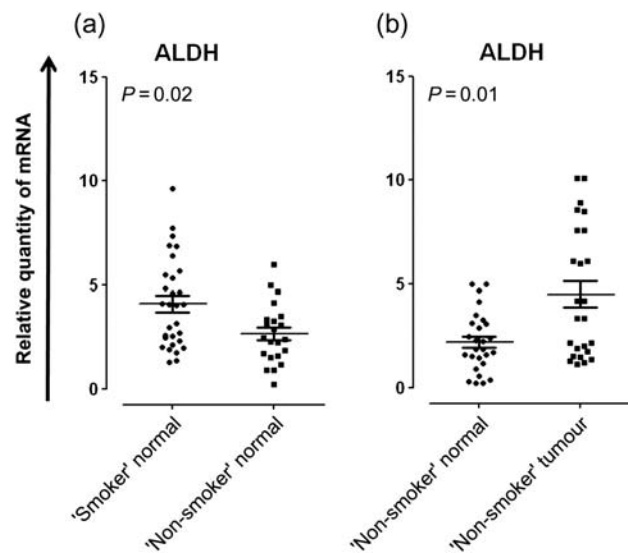 (a)
ALDH
Relative quantity of mRNA
15
10
5
0
P = 0.02
'Smoker' normal
'Non-smoker' normal
(b)
ALDH
15
10
5
0
P = 0.01
'Non-smoker' normal
'Non-smoker' tumour